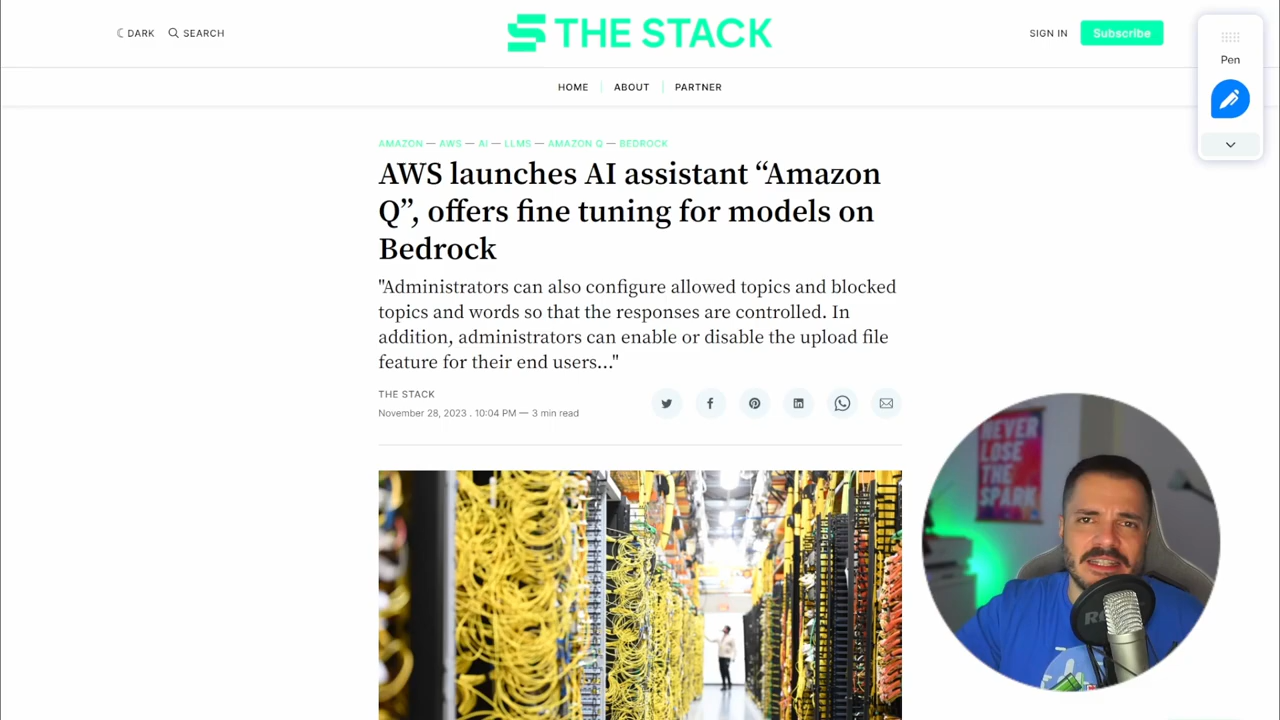 DARK
SEARCH
THE STACK
SIGN IN
Subscribe
Pen
HOME
ABOUT
PARTNER
AMAZON — AWS — AI — LLMS — AMAZON Q — BEDROCK
AWS launches AI assistant “Amazon
Q”, offers fine tuning for models on
Bedrock
"Administrators can also configure allowed topics and blocked
topics and words so that the responses are controlled. In
addition, administrators can enable or disable the upload file
feature for their end users..."
THE STACK
November 28, 2023 . 10:04 PM — 3 min read
NEVER
LOSE
THE
SPARK